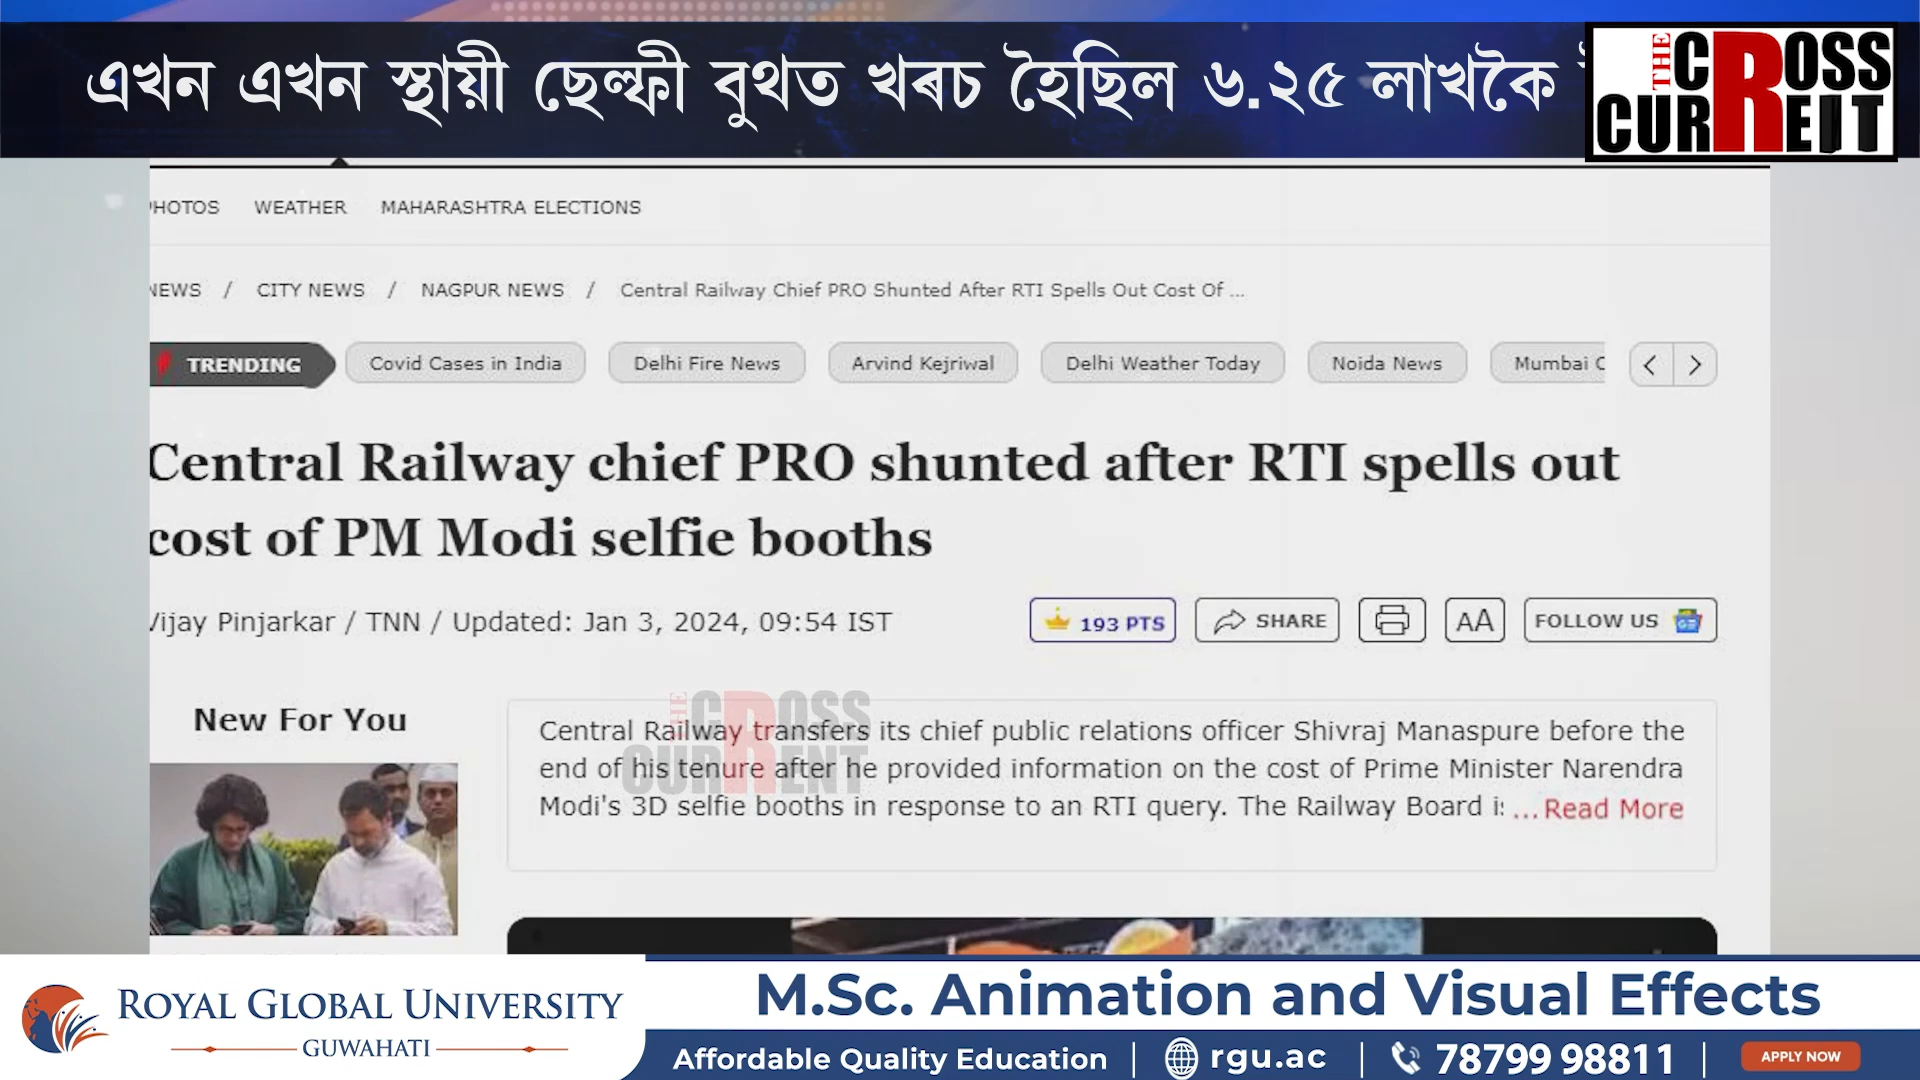 এখন এখন স্থায়ী ছেল্ফী বুথত খৰচ হৈছিল ৬.২৫ লাখকৈ
THE CROSS CURRENT
PHOTOS WEATHER MAHARASHTRA ELECTIONS
NEWS / CITY NEWS / NAGPUR NEWS / Central Railway Chief PRO Shunted After RTI Spells Out Cost Of ...
TRENDING Covid Cases in India Delhi Fire News Arvind Kejriwal Delhi Weather Today Noida News Mumbai
Central Railway chief PRO shunted after RTI spells out
cost of PM Modi selfie booths
Vijay Pinjarkar / TNN / Updated: Jan 3, 2024, 09:54 IST
193 PTS SHARE AA FOLLOW US
New For You
Central Railway transfers its chief public relations officer Shivraj Manaspure before the
end of his tenure after he provided information on the cost of Prime Minister Narendra
Modi's 3D selfie booths in response to an RTI query. The Railway Board is ...Read More
THE CROSS CURRENT
ROYAL GLOBAL UNIVERSITY
GUWAHATI
M.Sc. Animation and Visual Effects
Affordable Quality Education | rgu.ac | 78799 98811 | APPLY NOW